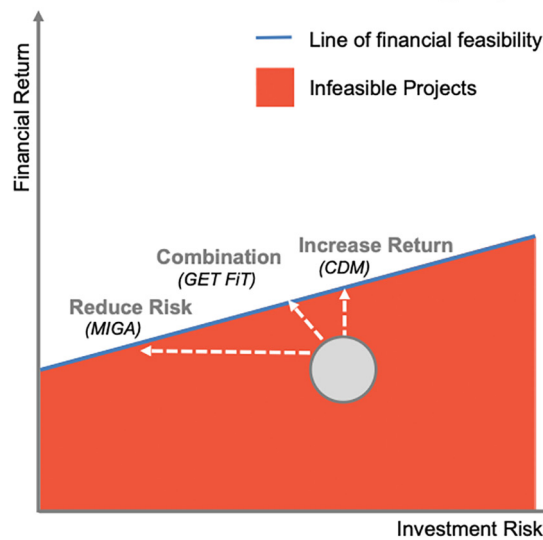 Financial Return
Line of financial feasibility
Infeasible Projects
Combination
(GET FiT)
Increase Return
(CDM)
Reduce Risk
(MIGA)
Investment Risk